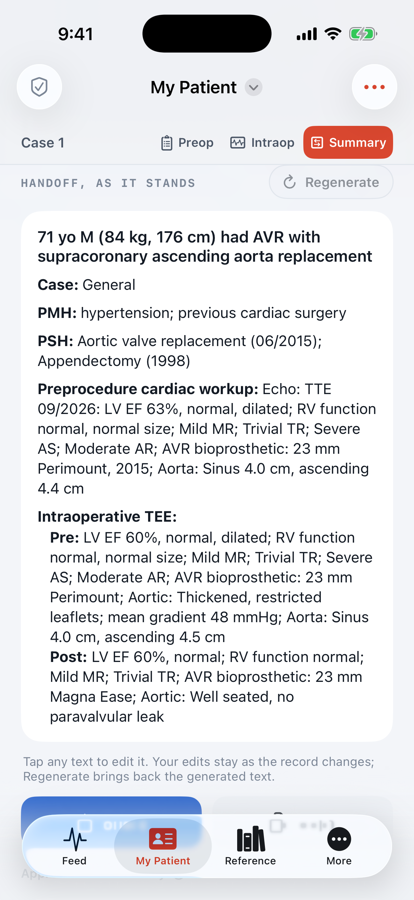 9:41
My Patient
Case 1
Preop
Intraop
Summary
HANDOFF, AS IT STANDS
Regenerate
71 yo M (84 kg, 176 cm) had AVR with
supracoronary ascending aorta replacement
Case: General
PMH: hypertension; previous cardiac surgery
PSH: Aortic valve replacement (06/2015);
Appendectomy (1998)
Preprocedure cardiac workup: Echo: TTE
09/2026: LV EF 63%, normal, dilated; RV function
normal, normal size; Mild MR; Trivial TR; Severe
AS; Moderate AR; AVR bioprosthetic: 23 mm
Perimount, 2015; Aorta: Sinus 4.0 cm, ascending
4.4 cm
Intraoperative TEE:
Pre: LV EF 60%, normal, dilated; RV function
normal, normal size; Mild MR; Trivial TR; Severe
AS; Moderate AR; AVR bioprosthetic: 23 mm
Perimount; Aortic: Thickened, restricted
leaflets; mean gradient 48 mmHg; Aorta: Sinus
4.0 cm, ascending 4.5 cm
Post: LV EF 60%, normal; RV function normal;
Mild MR; Trivial TR; AVR bioprosthetic: 23 mm
Magna Ease; Aortic: Well seated, no
paravalvular leak
Tap any text to edit it. Your edits stay as the record changes;
Regenerate brings back the generated text.
Feed
My Patient
Reference
More